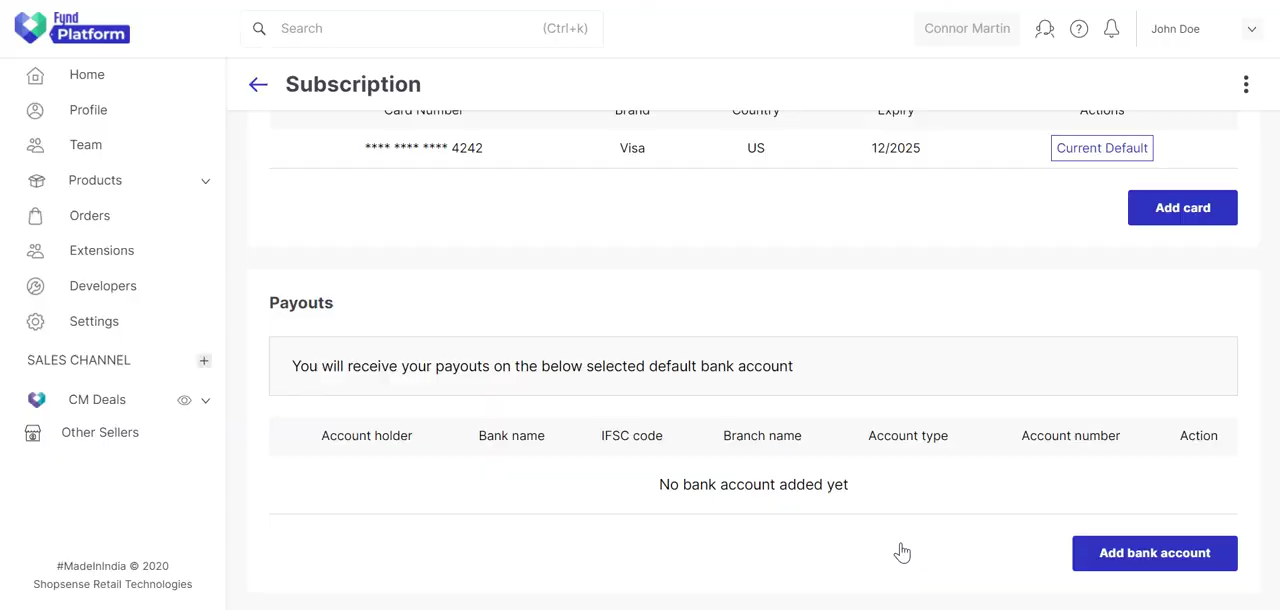 Fynd
Platform
Search
(Ctrl+k)
Connor Martin
John Doe
Home
Profile
Team
Products
Orders
Extensions
Developers
Settings
SALES CHANNEL
CM Deals
Other Sellers
#MadeInIndia © 2020
Shopsense Retail Technologies
Subscription
Card Number Brand Country Expiry Actions
**** **** **** 4242 Visa US 12/2025 Current Default
Add card
Payouts
You will receive your payouts on the below selected default bank account
Account holder Bank name IFSC code Branch name Account type Account number Action
No bank account added yet
Add bank account